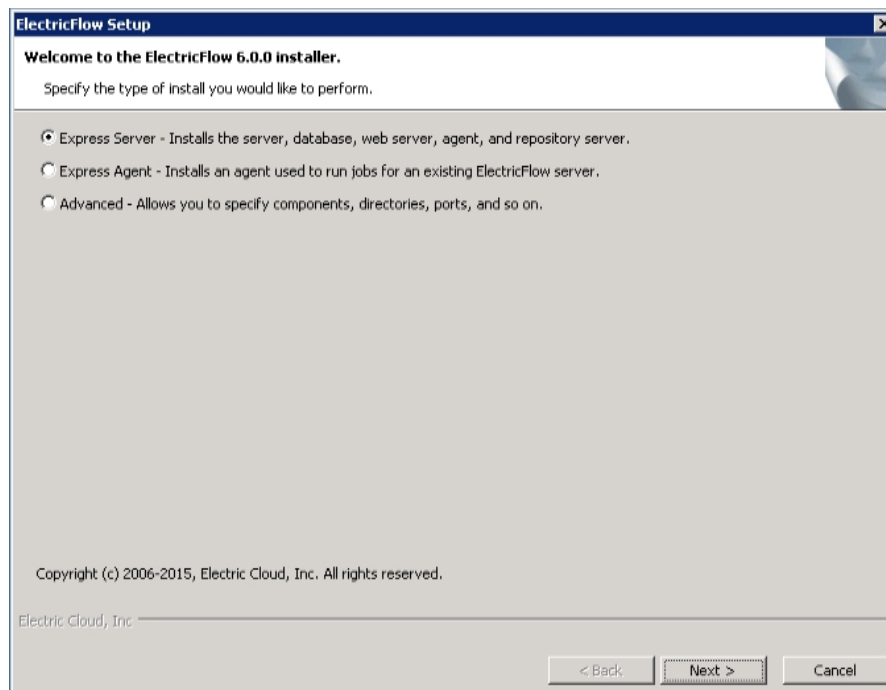 ElectricFlow Setup
Welcome to the ElectricFlow 6.0.0 installer.
Specify the type of install you would like to perform.
Express Server - Installs the server, database, web server, agent, and repository server.
Express Agent - Installs an agent used to run jobs for an existing ElectricFlow server.
Advanced - Allows you to specify components, directories, ports, and so on.
Copyright (c) 2006-2015, Electric Cloud, Inc. All rights reserved.
Electric Cloud, Inc
< Back Next > Cancel